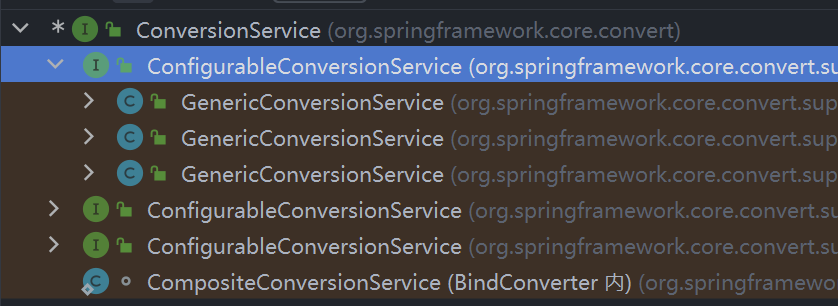 * I ConversionService (org.springframework.core.convert)
I ConfigurableConversionService (org.springframework.core.convert.su
C GenericConversionService (org.springframework.core.convert.sup
C GenericConversionService (org.springframework.core.convert.sup
C GenericConversionService (org.springframework.core.convert.sup
I ConfigurableConversionService (org.springframework.core.convert.
I ConfigurableConversionService (org.springframework.core.convert.
C CompositeConversionService (BindConverter 内) (org.springframewo